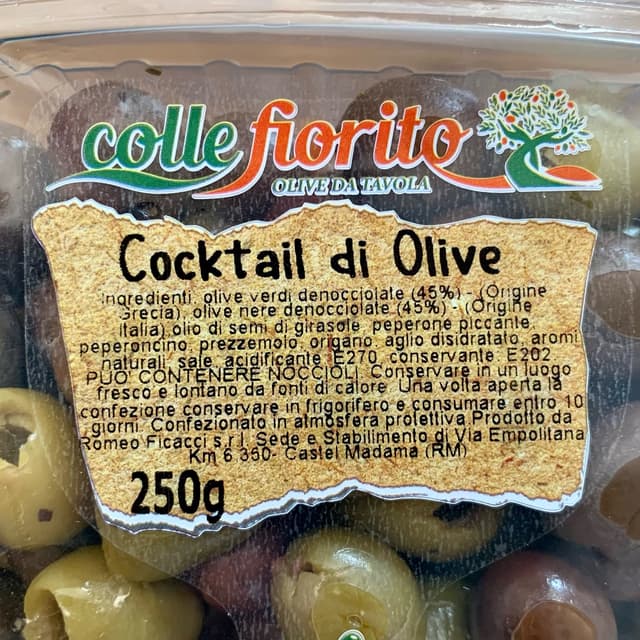 colle fiorito
OLIVE DA TAVOLA
Cocktail di Olive
Ingredienti: olive verdi denocciolate (45%) - (Origine
Grecia), olive nere denocciolate (45%) - (Origine
Italia) olio di semi di girasole, peperone piccante,
peperoncino, prezzemolo, origano, aglio disidratato, aromi
naturali, sale, acidificante E270, conservante E202
PUO' CONTENERE NOCCIOLI. Conservare in un luogo
fresco e lontano da fonti di calore. Una volta aperta la
confezione conservare in frigorifero e consumare entro 10
giorni. Confezionato in atmosfera protettiva Prodotto da
Romeo Ficacci s.r.l. Sede e Stabilimento di Via Empolitana
Km 6.350- Castel Madama (RM)
250g